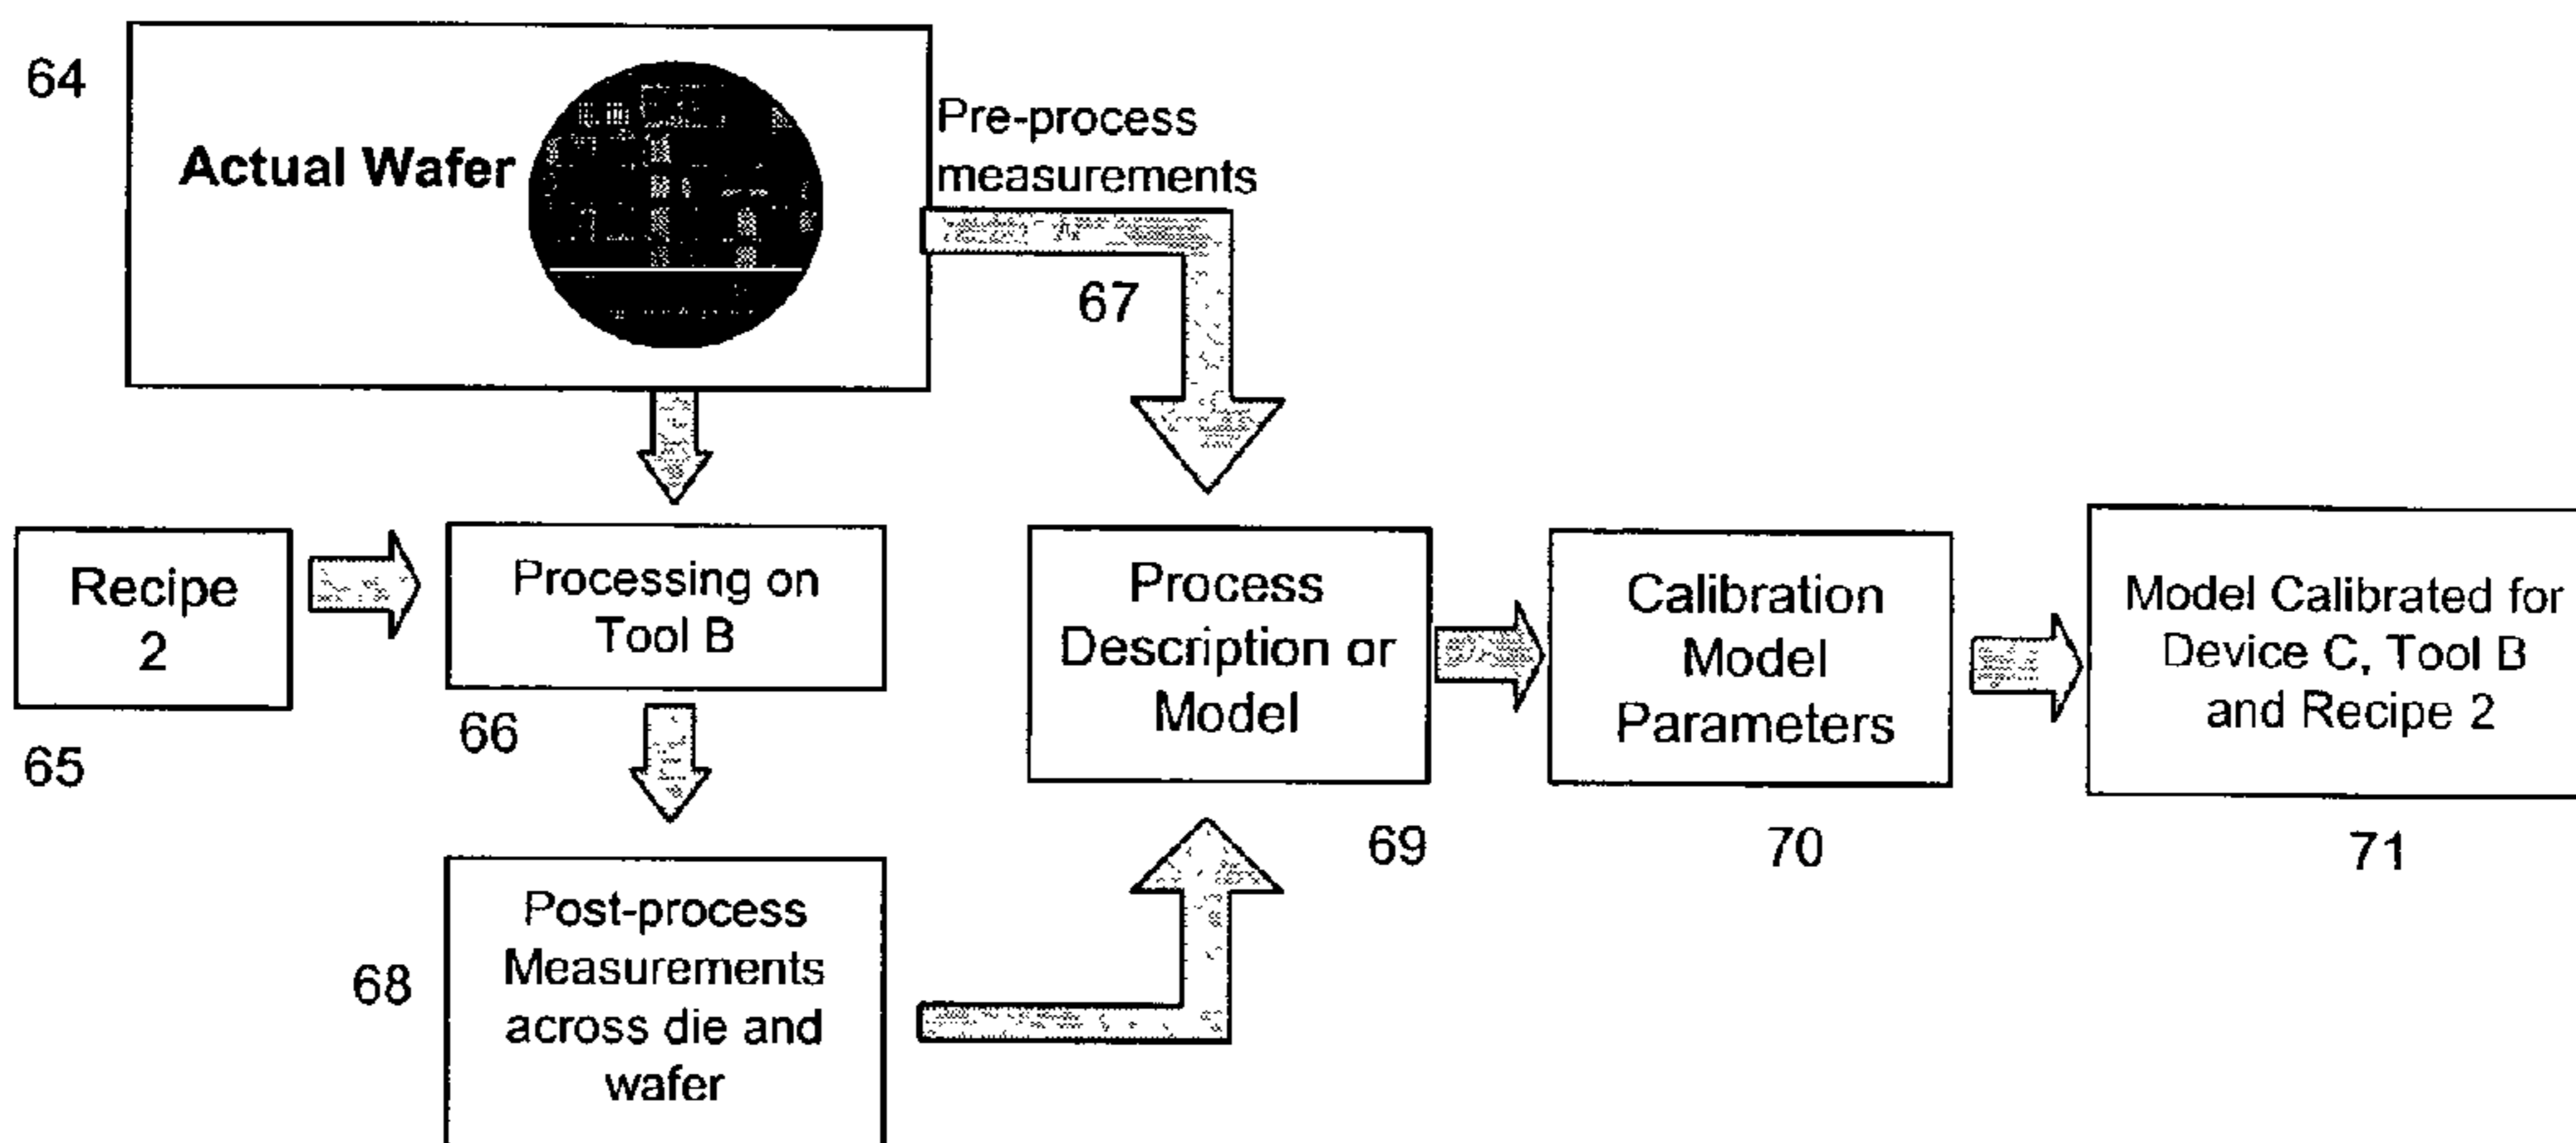 64
Actual Wafer
Pre-process
measurements
67
Recipe
2
65
Processing on
Tool B
66
Post-process
Measurements
across die and
wafer
68
Process
Description or
Model
69
Calibration
Model
Parameters
70
Model Calibrated for
Device C, Tool B
and Recipe 2
71